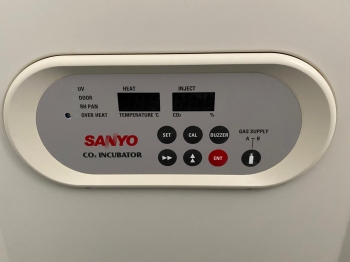 UV HEAT INJECT
DOOR
RH PAN
OVER HEAT TEMPERATURE °C CO₂ %
SET CAL BUZZER
GAS SUPPLY
A B
SANYO
CO₂ INCUBATOR
ENT